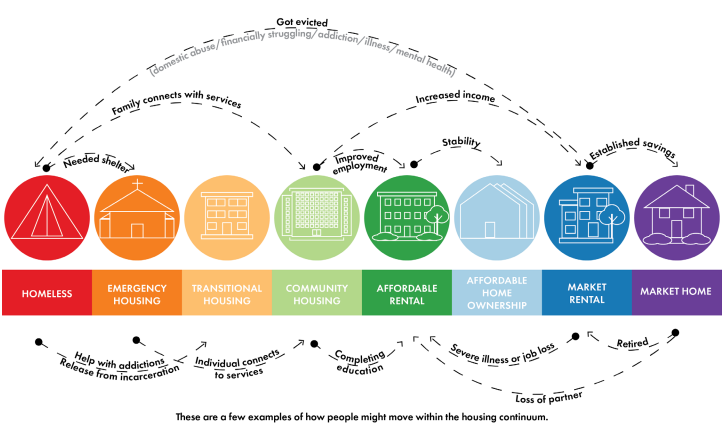 Got evicted
(domestic abuse/financially struggling/addiction/illness/mental health)
Family connects with services
Increased income
Needed shelter
Improved
employment
Stability
Established savings
HOMELESS
EMERGENCY
HOUSING
TRANSITIONAL
HOUSING
COMMUNITY
HOUSING
AFFORDABLE
RENTAL
AFFORDABLE
HOME
OWNERSHIP
MARKET
RENTAL
MARKET HOME
Help with addictions
Release from incarceration
Individual connects
to services
Completing
education
Severe illness or job loss
Retired
Loss of partner
These are a few examples of how people might move within the housing continuum.